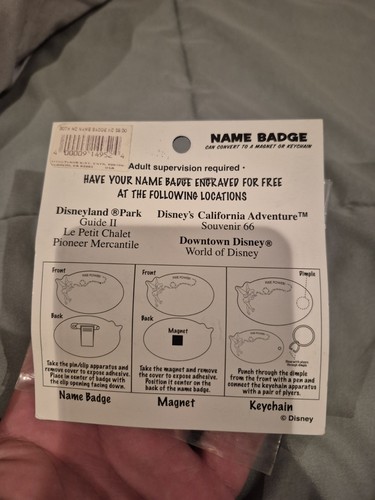 NAME BADGE
CAN CONVERT TO A MAGNET OR KEYCHAIN
Adult supervision required
HAVE YOUR NAME BADGE ENGRAVED FOR FREE
AT THE FOLLOWING LOCATIONS
Disneyland ®Park
Guide II
Le Petit Chalet
Pioneer Mercantile
Disney's California Adventure™
Souvenir 66
Downtown Disney®
World of Disney
Front
Back
Take the pin/clip apparatus and
remove cover to expose adhesive.
Place in center of badge with
the clip opening facing down.
Name Badge
Front
Back
Magnet
Take the magnet and remove
the cover to expose adhesive.
Position it center on the
back of the name badge.
Magnet
Dimple
Punch through the dimple
from the front with a pen and
connect the keychain apparatus
with a pair of plyers.
Keychain
© Disney